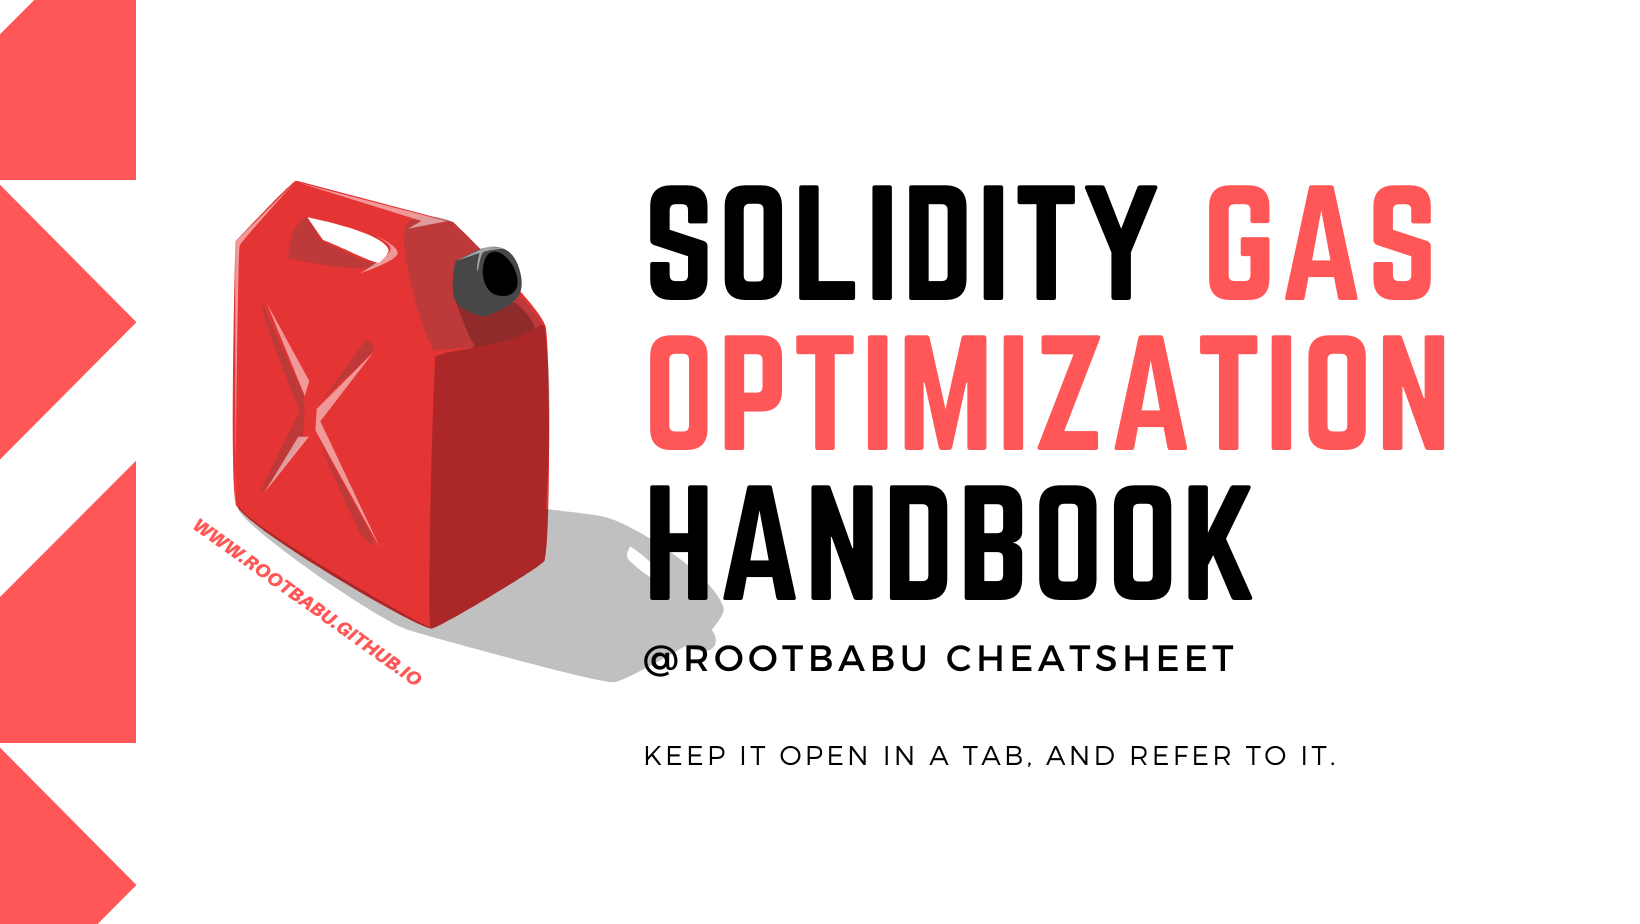 SOLIDITY GAS
OPTIMIZATION
HANDBOOK
@ROOTBABU CHEATSHEET
KEEP IT OPEN IN A TAB, AND REFER TO IT.
WWW.ROOTBABU.GITHUB.IO